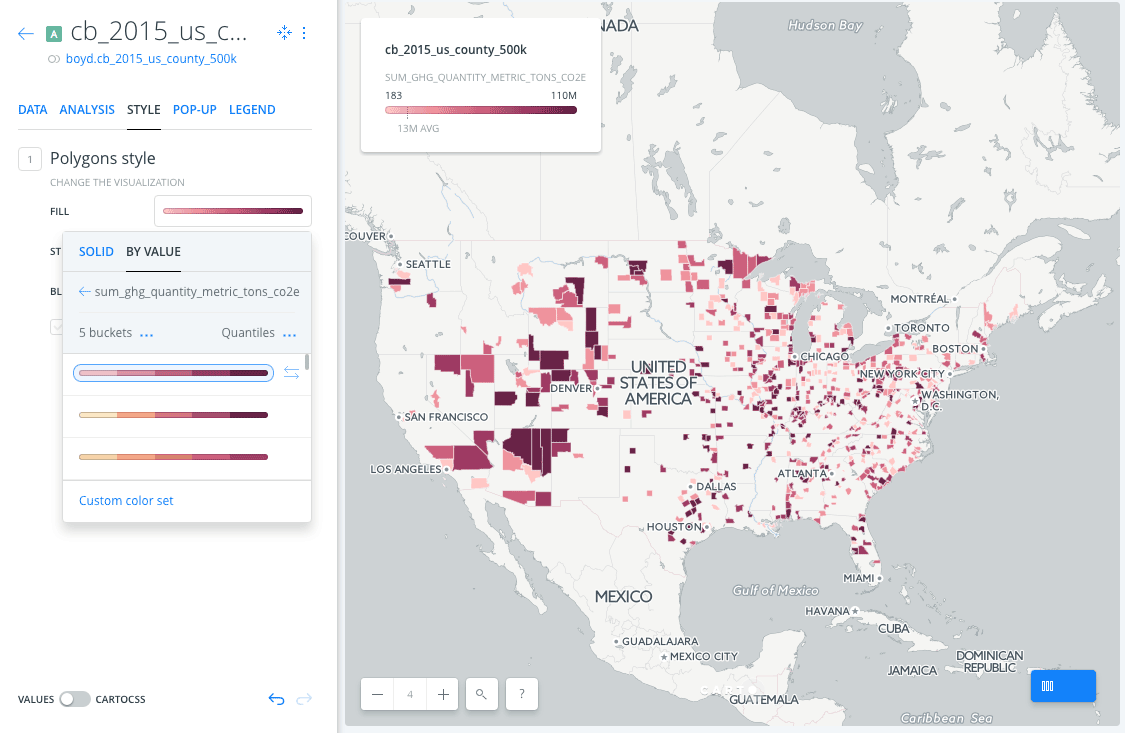 A cb_2015_us_c...
boyd.cb_2015_us_county_500k
DATA ANALYSIS STYLE POP-UP LEGEND
1 Polygons style
CHANGE THE VISUALIZATION
FILL
ST
SOLID BY VALUE
BL
sum_ghg_quantity_metric_tons_co2e
5 buckets ... Quantiles ...
Custom color set
VALUES CARTOCSS
cb_2015_us_county_500k
SUM_GHG_QUANTITY_METRIC_TONS_CO2E
183 110M
13M AVG
NADA
Hudson Bay
COUVER
SEATTLE
MONTRÉAL
TORONTO
BOSTON
CHICAGO
NEW YORK CITY
UNITED
STATES OF
AMERICA
DENVER
WASHINGTON,
D.C.
SAN FRANCISCO
LOS ANGELES
ATLANTA
DALLAS
HOUSTON
MIAMI
Gulf of Mexico
MEXICO
HAVANA
CUBA
GUADALAJARA
MEXICO CITY
DOMINICAN
REPUBLIC
JAMAICA
GUATEMALA
Caribbean Sea
4
?